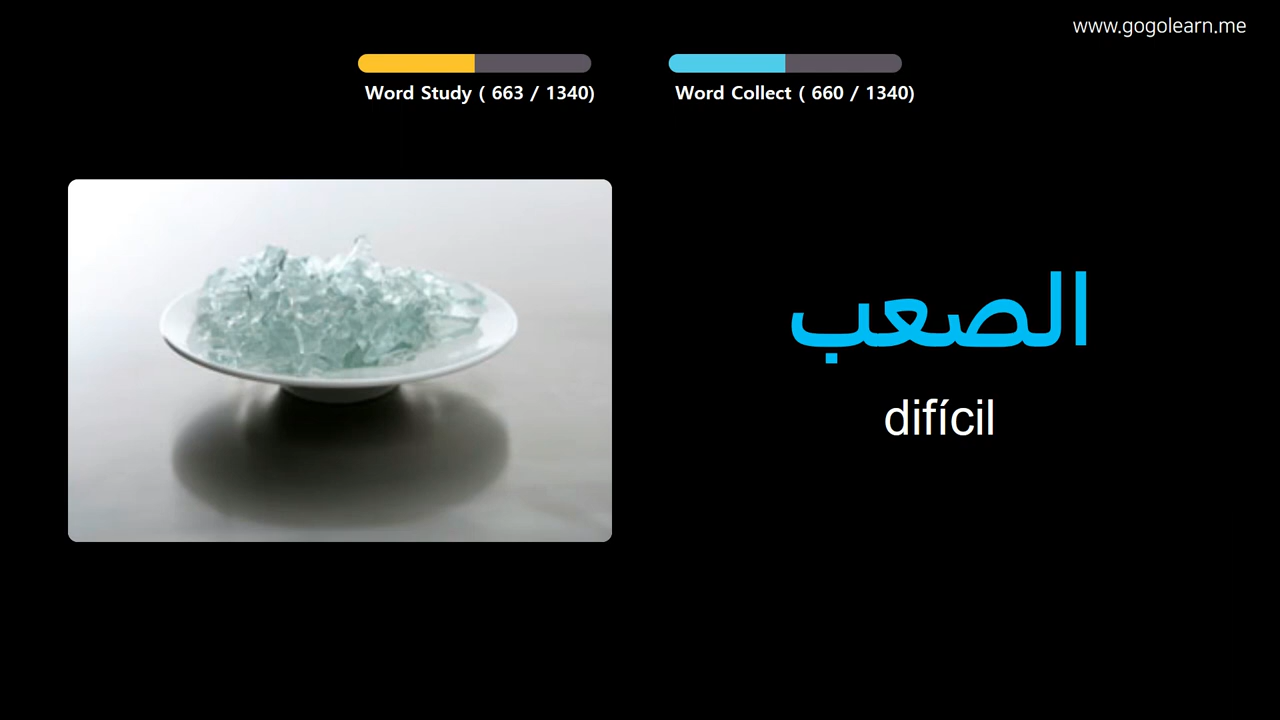 www.gogolearn.me
Word Study ( 663 / 1340)
Word Collect ( 660 / 1340)
الصعب
difícil